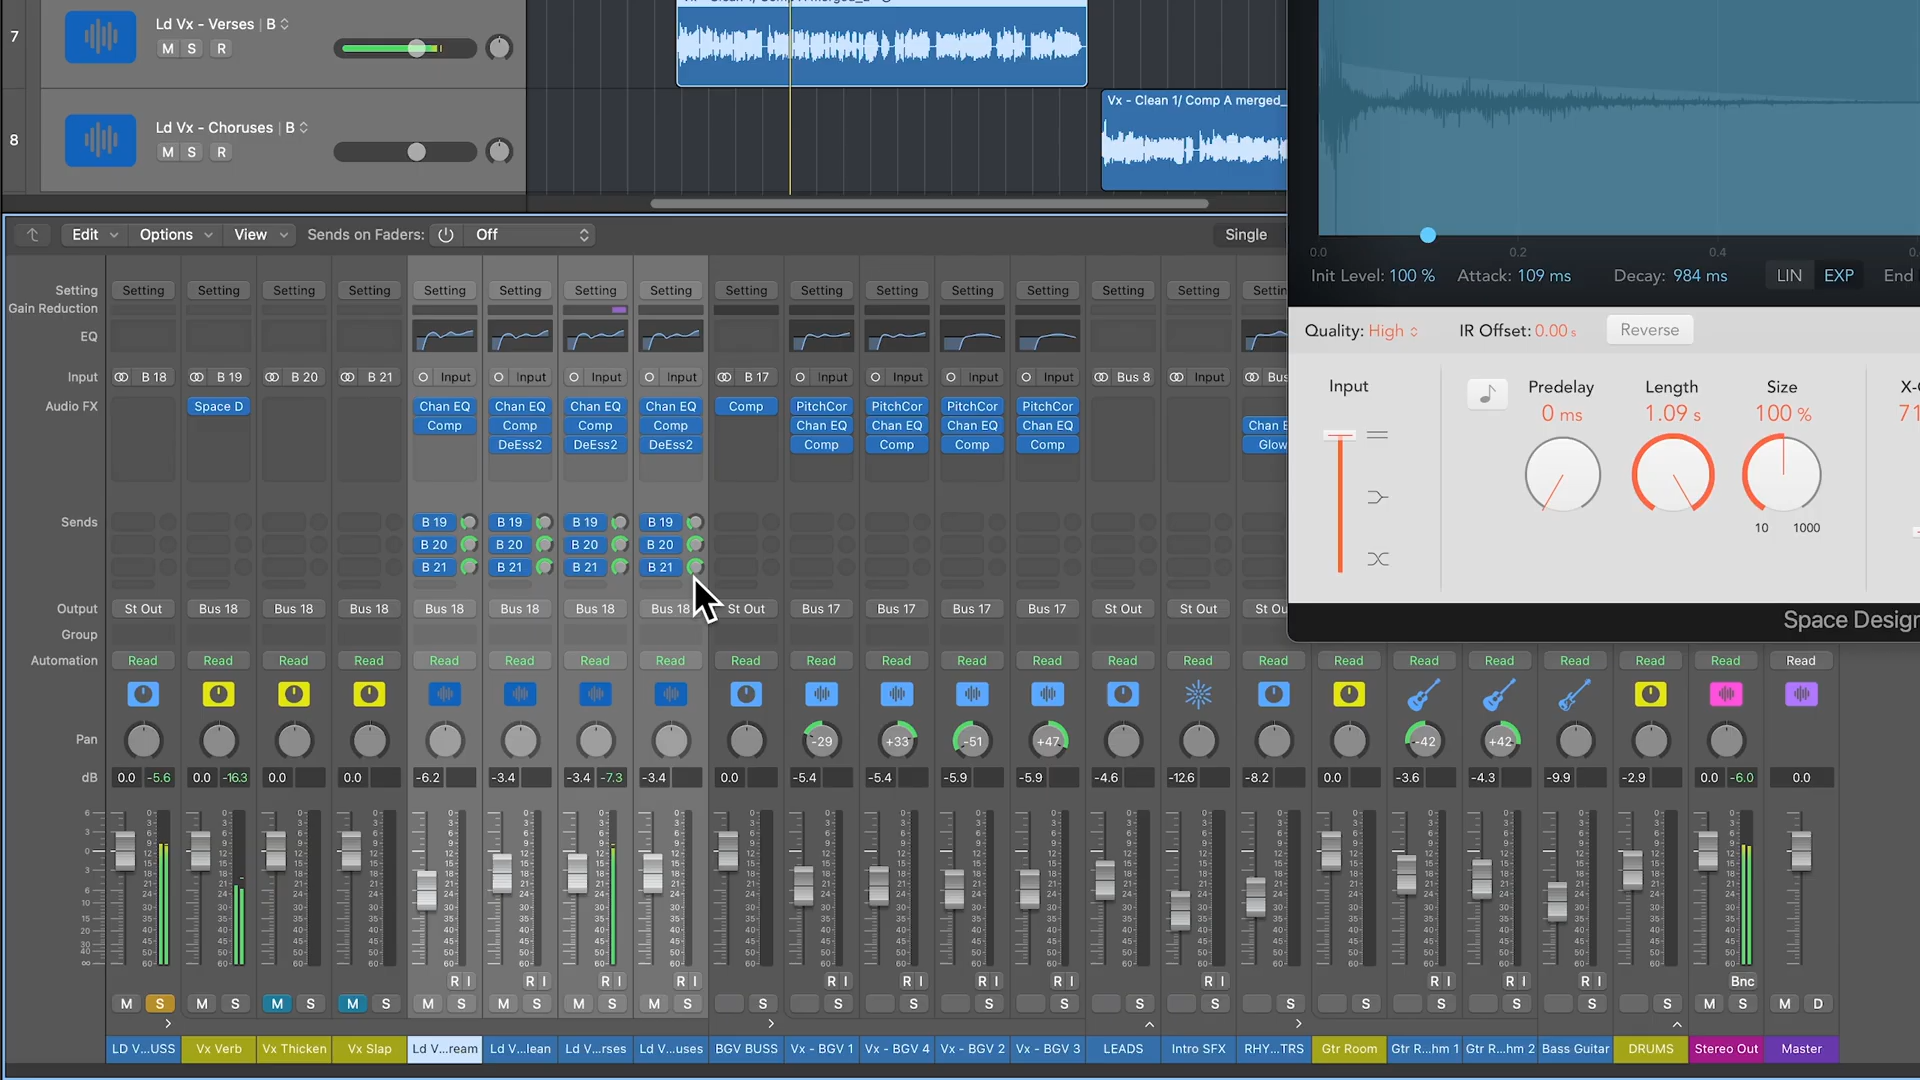 7
Ld Vx - Verses | B
M S R
8
Ld Vx - Choruses | B
M S R
Vx - Clean 1/ Comp A merged_
Edit Options View Sends on Faders: Off Single
Setting Setting Setting Setting Setting Setting Setting Setting Setting Setting Setting Setting Setting Setting Setting Setting Settin
Gain Reduction
EQ
Input B 18 B 19 B 20 B 21 Input Input Input Input B 17 Input Input Input Input Bus 8 Input Bus
Audio FX Space D Chan EQ Chan EQ Chan EQ Chan EQ Comp PitchCor PitchCor PitchCor PitchCor
Comp Comp Comp Comp Chan EQ Chan EQ Chan EQ Chan EQ Chan E
DeEss2 DeEss2 DeEss2 Comp Comp Comp Comp Glow
Sends B 19 B 19 B 19 B 19
B 20 B 20 B 20 B 20
B 21 B 21 B 21 B 21
Output St Out Bus 18 Bus 18 Bus 18 Bus 18 Bus 18 Bus 18 Bus 18 St Out Bus 17 Bus 17 Bus 17 Bus 17 St Out St Out St Ou
Group
Automation Read Read Read Read Read Read Read Read Read Read Read Read Read Read Read Read Read Read Read Read Read Read Read
Pan -29 +33 -51 +47 -42 +42
dB 0.0 -5.6 0.0 -16.3 0.0 0.0 -6.2 -3.4 -3.4 -7.3 -3.4 0.0 -5.4 -5.4 -5.9 -5.9 -4.6 -12.6 -8.2 0.0 -3.6 -4.3 -9.9 -2.9 0.0 -6.0 0.0
R I R I R I R I R I R I R I R I R I R I R I R I Bnc
M S M S M S M S M S M S M S M S S S S S S S S S S S S S S M S M D
LD V...USS Vx Verb Vx Thicken Vx Slap Ld V...ream Ld V...lean Ld V...rses Ld V...uses BGV BUSS Vx - BGV 1 Vx - BGV 4 Vx - BGV 2 Vx - BGV 3 LEADS Intro SFX RHY...TRS Gtr Room Gtr R...hm 1 Gtr R...hm 2 Bass Guitar DRUMS Stereo Out Master
0.0 0.2 0.4
Init Level: 100 % Attack: 109 ms Decay: 984 ms LIN EXP End
Quality: High IR Offset: 0.00 s Reverse
Input Predelay Length Size
0 ms 1.09 s 100 % 71
10 1000
Space Design